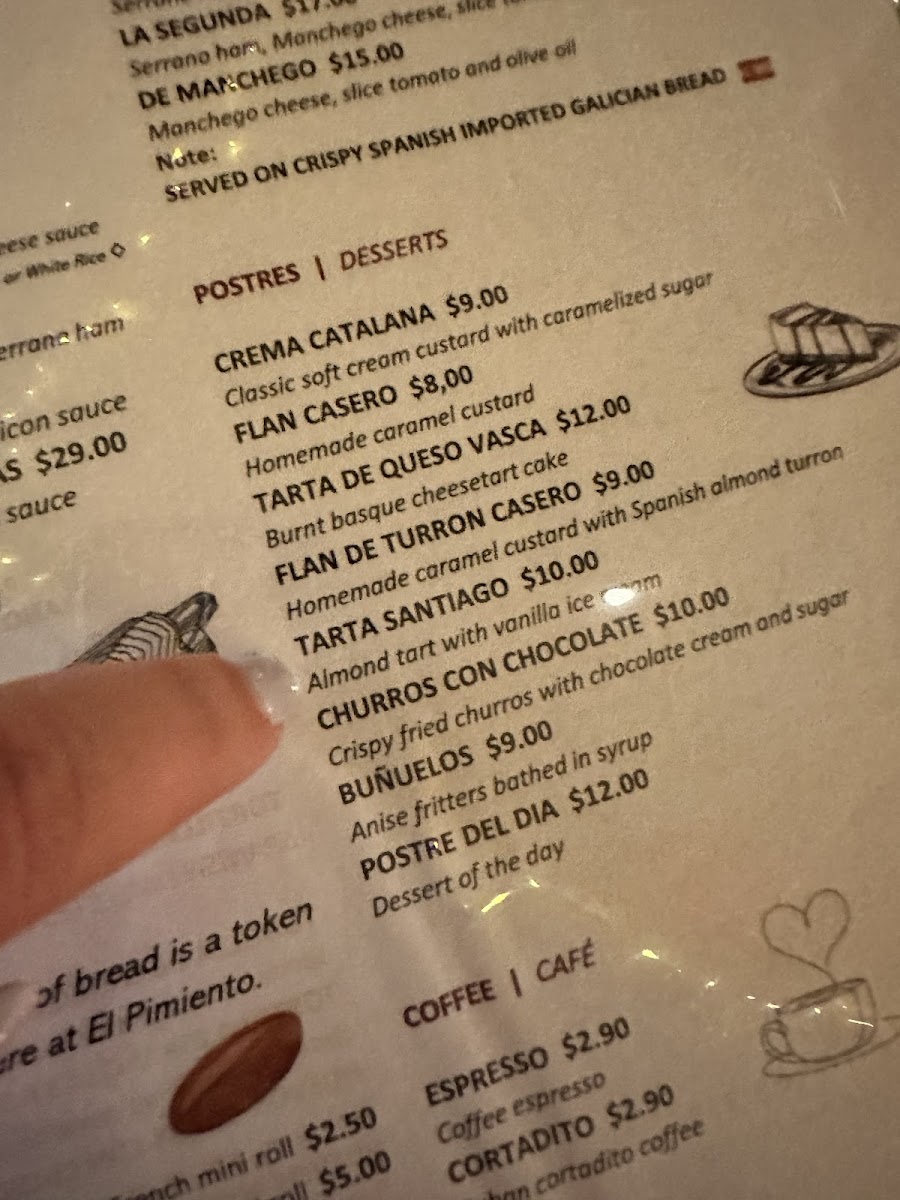 LA SEGUNDA
Serrano ham, Manchego cheese, slice
DE MANCHEGO $15.00
Manchego cheese, slice tomato and olive oil
Note:
SERVED ON CRISPY SPANISH IMPORTED GALICIAN BREAD
sauce
or White Rice
ham
sauce
$29.00
sauce
POSTRES | DESSERTS
CREMA CATALANA $9.00
Classic soft cream custard with caramelized sugar
FLAN CASERO $8,00
Homemade caramel custard
TARTA DE QUESO VASCA $12.00
Burnt basque cheesetart cake
FLAN DE TURRON CASERO $9.00
Homemade caramel custard with Spanish almond turron
TARTA SANTIAGO $10.00
Almond tart with vanilla ice
CHURROS CON CHOCOLATE $10.00
Crispy fried churros with chocolate cream and sugar
BUÑUELOS $9.00
Anise fritters bathed in syrup
POSTRE DEL DIA $12.00
Dessert of the day
of bread is a token
at El Pimiento.
mini roll $2.50
$5.00
COFFEE | CAFÉ
ESPRESSO $2.90
Coffee espresso
CORTADITO $2.90
cortadito coffee